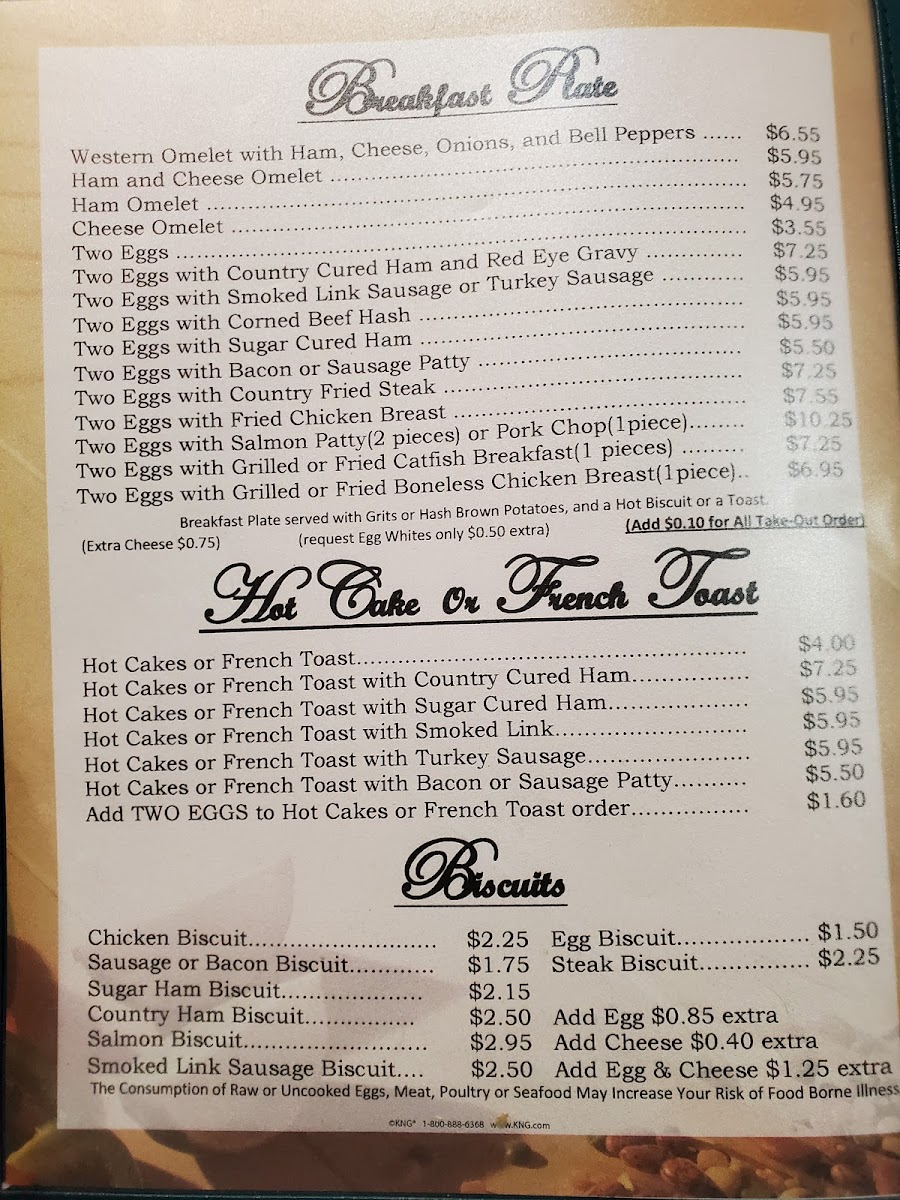 Breakfast Plate
Western Omelet with Ham, Cheese, Onions, and Bell Peppers ...... $6.55
Ham and Cheese Omelet ........................ $5.95
Ham Omelet ........................ $5.75
Cheese Omelet ........................ $4.95
Two Eggs ........................ $3.55
Two Eggs with Country Cured Ham and Red Eye Gravy ............... $7.25
Two Eggs with Smoked Link Sausage or Turkey Sausage ............. $5.95
Two Eggs with Corned Beef Hash ........................ $5.95
Two Eggs with Sugar Cured Ham ........................ $5.95
Two Eggs with Bacon or Sausage Patty ........................ $5.50
Two Eggs with Country Fried Steak ........................ $7.25
Two Eggs with Fried Chicken Breast ........................ $7.55
Two Eggs with Salmon Patty(2 pieces) or Pork Chop(1piece)........ $10.25
Two Eggs with Grilled or Fried Catfish Breakfast(1 pieces) ......... $7.25
Two Eggs with Grilled or Fried Boneless Chicken Breast(1piece).. $6.95
Breakfast Plate served with Grits or Hash Brown Potatoes, and a Hot Biscuit or a Toast.
(Extra Cheese $0.75) (request Egg Whites only $0.50 extra) (Add $0.10 for All Take-Out Order)
Hot Cake Or French Toast
Hot Cakes or French Toast........................ $4.00
Hot Cakes or French Toast with Country Cured Ham.................. $7.25
Hot Cakes or French Toast with Sugar Cured Ham..................... $5.95
Hot Cakes or French Toast with Smoked Link............................ $5.95
Hot Cakes or French Toast with Turkey Sausage........................ $5.95
Hot Cakes or French Toast with Bacon or Sausage Patty........... $5.50
Add TWO EGGS to Hot Cakes or French Toast order................. $1.60
Biscuits
Chicken Biscuit............................ $2.25 Egg Biscuit................... $1.50
Sausage or Bacon Biscuit............ $1.75 Steak Biscuit................ $2.25
Sugar Ham Biscuit..................... $2.15
Country Ham Biscuit................ $2.50 Add Egg $0.85 extra
Salmon Biscuit............................ $2.95 Add Cheese $0.40 extra
Smoked Link Sausage Biscuit.... $2.50 Add Egg & Cheese $1.25 extra
The Consumption of Raw or Uncooked Eggs, Meat, Poultry or Seafood May Increase Your Risk of Food Borne Illness
©KNG® 1-800-888-6368 www.KNG.com